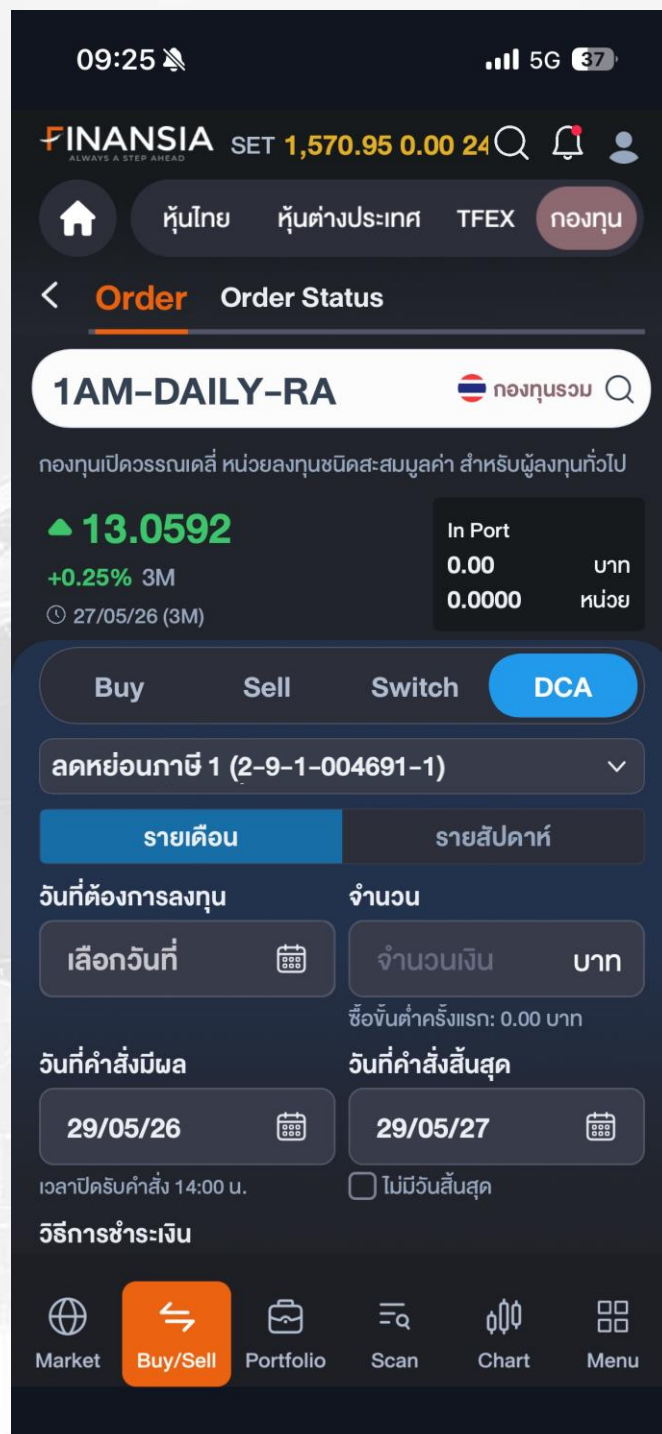 09:25 5G 37
FINANSIA SET 1,570.95 0.00 24
ALWAYS A STEP AHEAD
หุ้นไทย หุ้นต่างประเทศ TFEX กองทุน
Order Order Status
1AM-DAILY-RA กองทุนรวม
กองทุนเปิดวรรณเดลี่ หน่วยลงทุนชนิดสะสมมูลค่า สำหรับผู้ลงทุนทั่วไป
13.0592 In Port
+0.25% 3M 0.00 บาท
27/05/26 (3M) 0.0000 หน่วย
Buy Sell Switch DCA
ลดหย่อนภาษี 1 (2-9-1-004691-1)
รายเดือน รายสัปดาห์
วันที่ต้องการลงทุน จำนวน
เลือกวันที่ จำนวนเงิน บาท
ซื้อขั้นต่ำครั้งแรก: 0.00 บาท
วันที่คำสั่งมีผล วันที่คำสั่งสิ้นสุด
29/05/26 29/05/27
เวลาปิดรับคำสั่ง 14:00 น. ไม่มีวันสิ้นสุด
วิธีการชำระเงิน
Market Buy/Sell Portfolio Scan Chart Menu